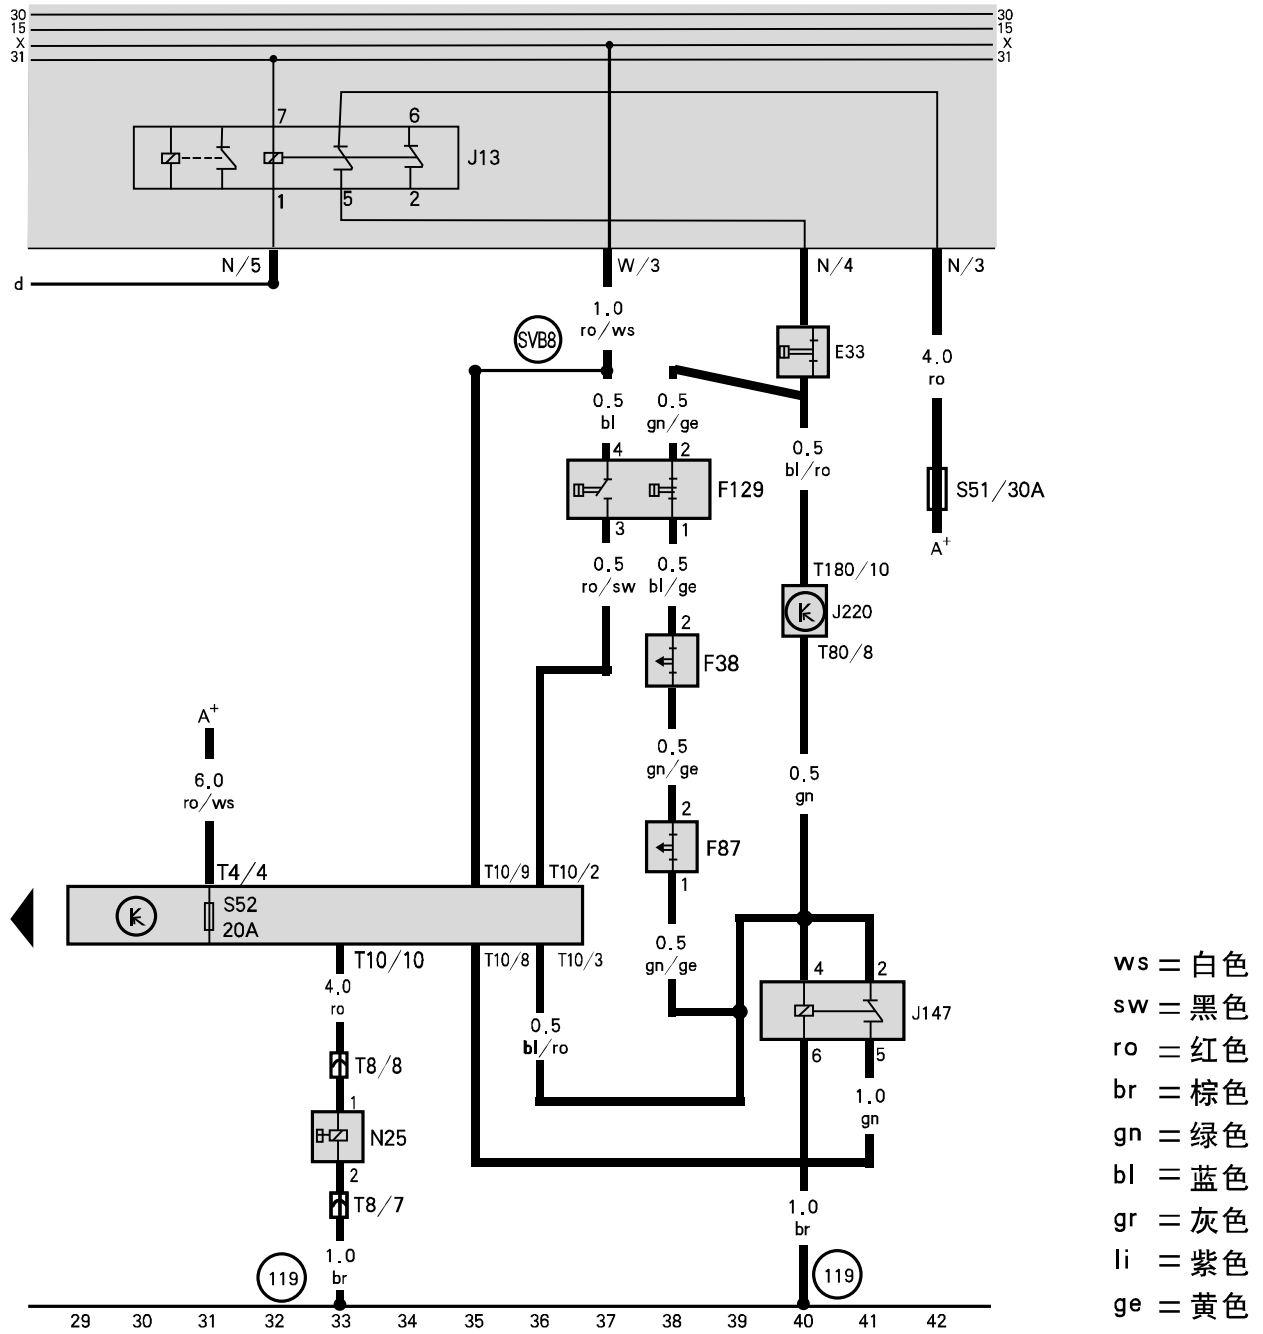 30 30
15 15
X X
31 31
7 6
J13
1 5 2
N/5 W/3 N/4 N/3
d
1.0
ro/ws
SVB8
E33
4.0
ro
0.5 0.5
bl gn/ge
0.5
bl/ro
4 2
F129
S51/30A
3 1
A+
0.5 0.5
ro/sw bl/ge
T180/10
J220
2
T80/8
F38
A+
0.5
gn/ge
6.0
ro/ws
0.5
gn
2
F87
T4/4 T10/9 T10/2
1
S52
20A
0.5
gn/ge
T10/10 T10/8 T10/3
4 2
ws = 白色
4.0
ro
J147
sw = 黑色
0.5
bl/ro
6 5
ro = 红色
T8/8
1.0
gn
br = 棕色
1
N25
gn = 绿色
2
bl = 蓝色
T8/7
1.0
br
gr = 灰色
1.0
br
li = 紫色
119 119
ge = 黄色
29 30 31 32 33 34 35 36 37 38 39 40 41 42